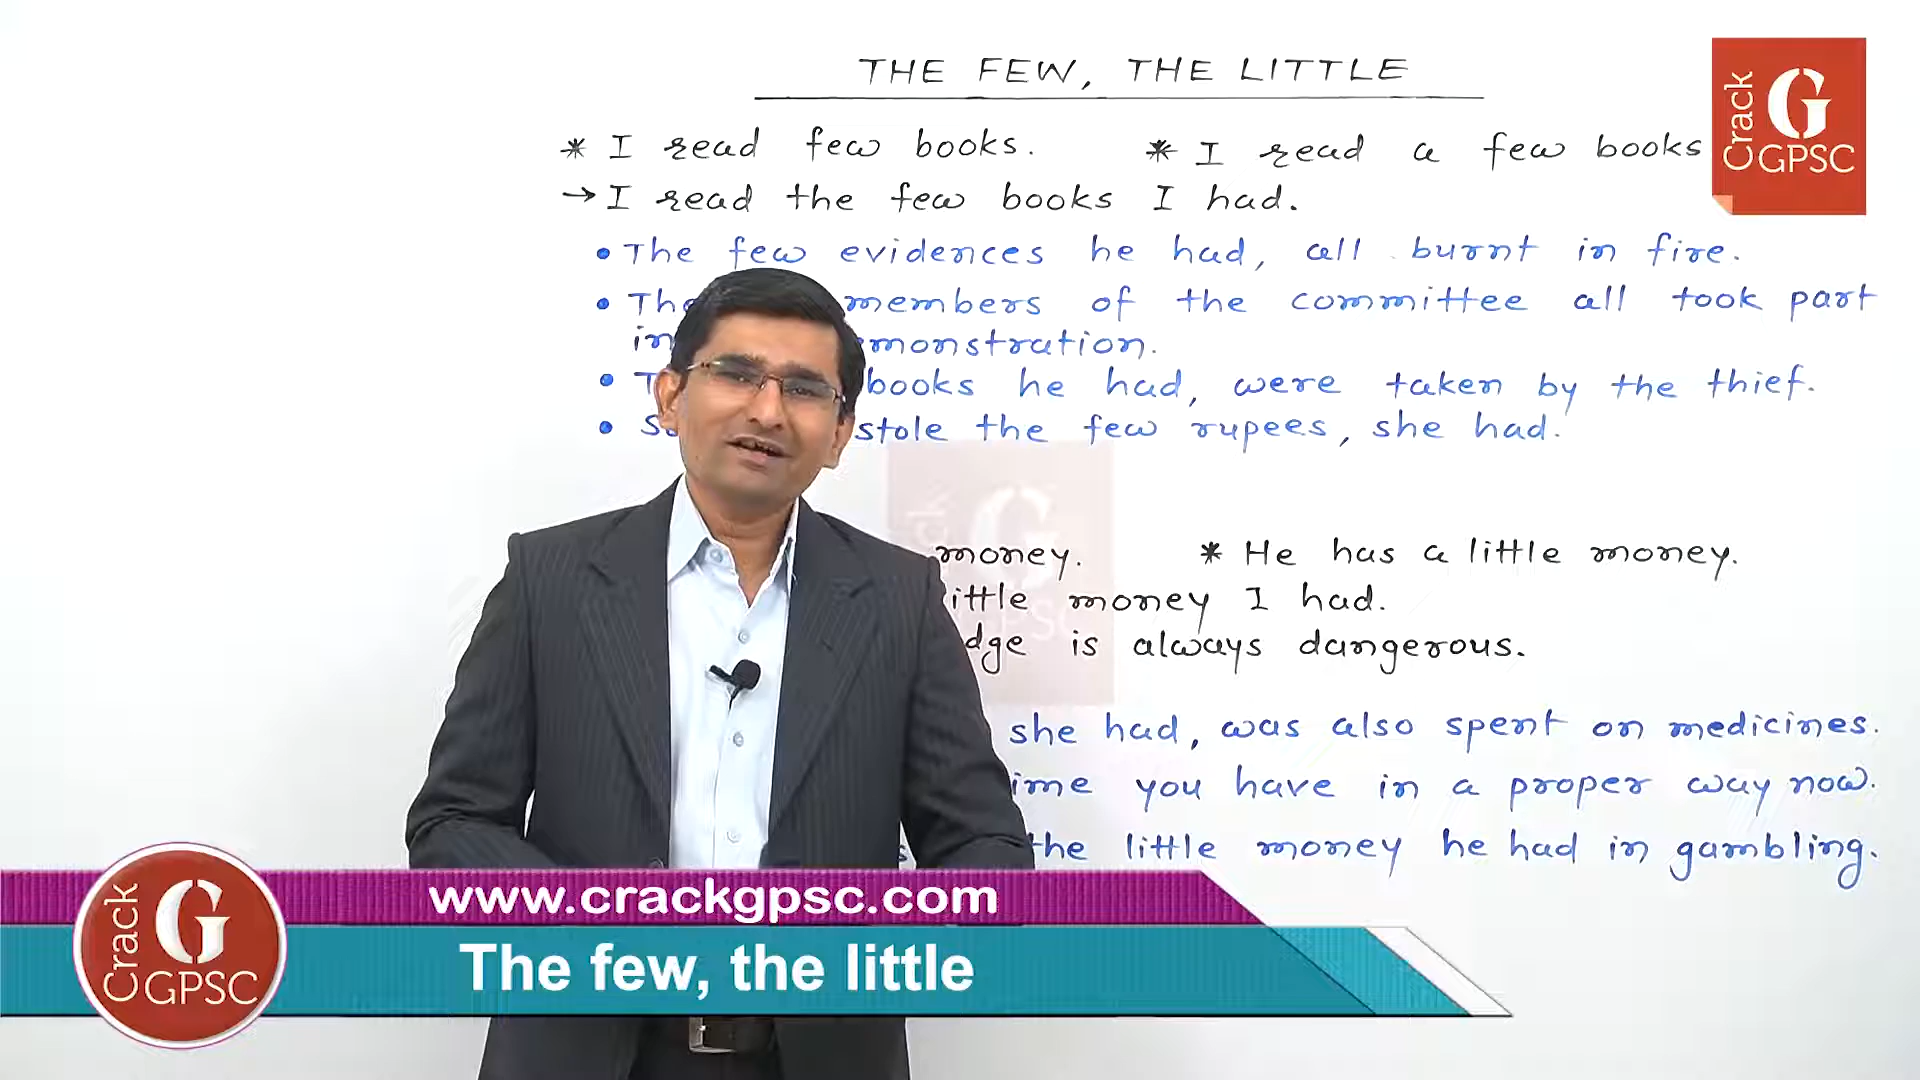 THE FEW, THE LITTLE
* I read few books. * I read a few books
→ I read the few books I had.
• The few evidences he had, all burnt in fire.
• The members of the committee all took part
in monstration.
• books he had, were taken by the thief.
• stole the few rupees, she had.
money. * He has a little money.
ittle money I had.
dge is always dangerous.
she had, was also spent on medicines.
ime you have in a proper way now.
the little money he had in gambling.
Crack
GPSC
www.crackgpsc.com
The few, the little
Crack
GPSC